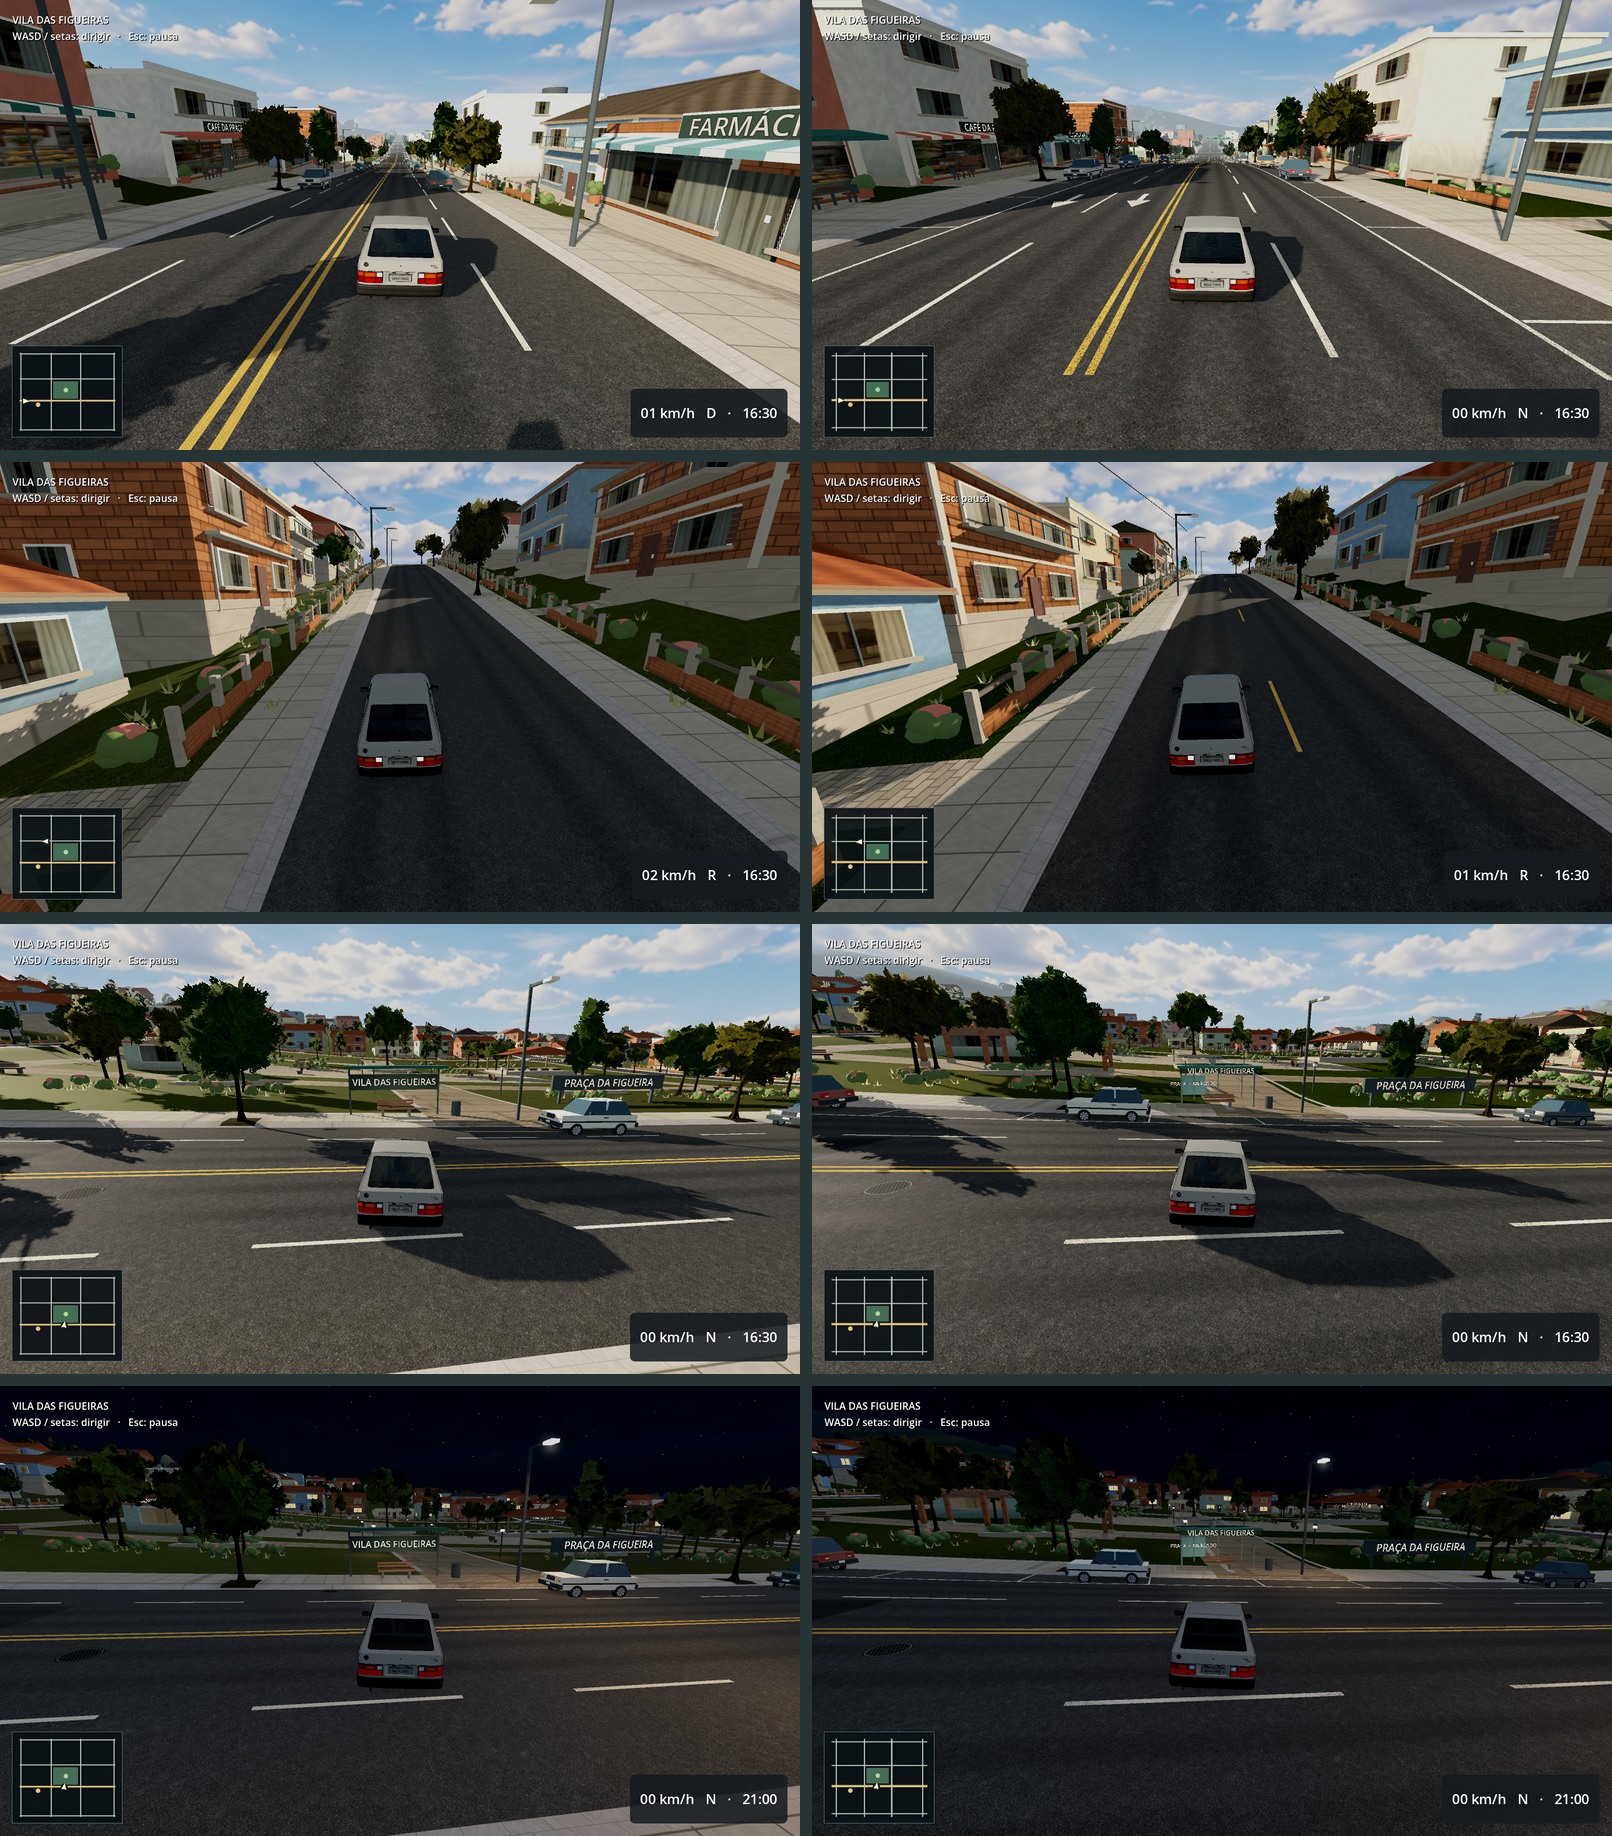 VILA DAS FIGUEIRAS
WASD / setas: dirigir · Esc: pausa
CAFÉ DA PRAÇA
FARMÁCI
01 km/h D · 16:30
VILA DAS FIGUEIRAS
WASD / setas: dirigir · Esc: pausa
CAFÉ DA P
00 km/h N · 16:30
VILA DAS FIGUEIRAS
WASD / setas: dirigir · Esc: pausa
02 km/h R · 16:30
VILA DAS FIGUEIRAS
WASD / setas: dirigir · Esc: pausa
01 km/h R · 16:30
VILA DAS FIGUEIRAS
WASD / setas: dirigir · Esc: pausa
VILA DAS FIGUEIRAS
PRAÇA DA FIGUEIRA
00 km/h N · 16:30
VILA DAS FIGUEIRAS
WASD / setas: dirigir · Esc: pausa
VILA DAS FIGUEIRAS
PRAÇA DA FIGUEIRA
00 km/h N · 16:30
VILA DAS FIGUEIRAS
WASD / setas: dirigir · Esc: pausa
VILA DAS FIGUEIRAS
PRAÇA DA FIGUEIRA
00 km/h N · 21:00
VILA DAS FIGUEIRAS
WASD / setas: dirigir · Esc: pausa
VILA DAS FIGUEIRAS
PRAÇA DA FIGUEIRA
00 km/h N · 21:00